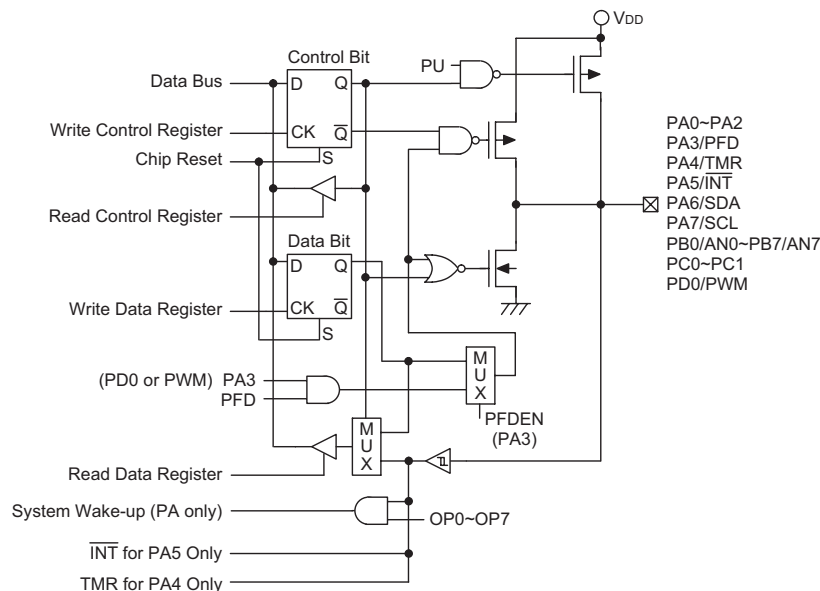 VDD
Control Bit
PU
Data Bus
D
Q
Write Control Register
CK
Q̅
Chip Reset
S
Read Control Register
Data Bit
D
Q
Write Data Register
CK
Q̅
S
(PD0 or PWM) PA3
PFD
M
U
X
PFDEN
(PA3)
M
U
X
Read Data Register
System Wake-up (PA only)
OP0~OP7
I̅N̅T̅ for PA5 Only
TMR for PA4 Only
PA0~PA2
PA3/PFD
PA4/TMR
PA5/I̅N̅T̅
PA6/SDA
PA7/SCL
PB0/AN0~PB7/AN7
PC0~PC1
PD0/PWM